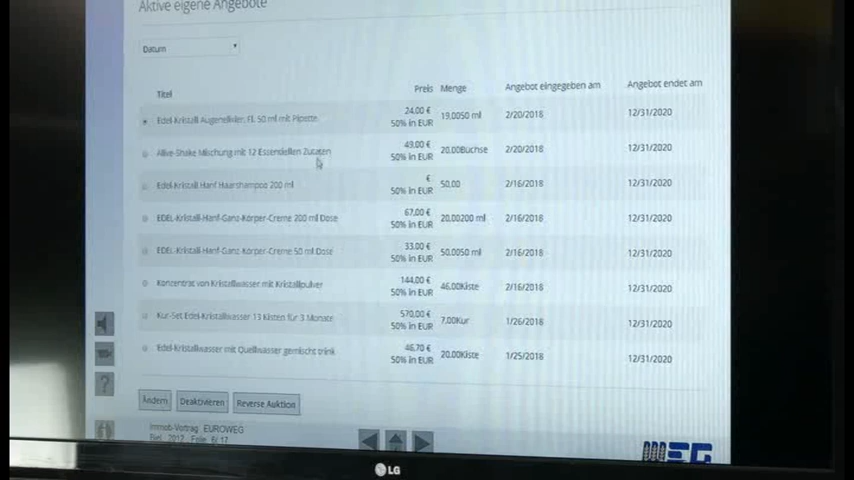 Aktive eigene Angebote
Datum
Titel Preis Menge Angebot eingegeben am Angebot endet am
Edel-Kristall Augenelixier, Fl. 50 ml mit Pipette 24,00 € 50% in EUR 19.0050 ml 2/20/2018 12/31/2020
Alive-Shake Mischung mit 12 Essenziellen Zutaten 49,00 € 50% in EUR 20.00Büchse 2/20/2018 12/31/2020
Edel-Kristall Hanf Haarshampoo 200 ml € 50% in EUR 50.00 2/16/2018 12/31/2020
EDEL-Kristall-Hanf-Ganz-Körper-Creme 200 ml Dose 67,00 € 50% in EUR 20.00200 ml 2/16/2018 12/31/2020
EDEL-Kristall-Hanf-Ganz-Körper-Creme 50 ml Dose 33,00 € 50% in EUR 50.0050 ml 2/16/2018 12/31/2020
Konzentrat von Kristallwasser mit Kristallpulver 144,00 € 50% in EUR 46.00Kiste 2/16/2018 12/31/2020
Kur-Set Edel-Kristallwasser 13 Kisten für 3 Monate 570,00 € 50% in EUR 7.00Kur 1/26/2018 12/31/2020
Edel-Kristallwasser mit Quellwasser gemischt trink 46,70 € 50% in EUR 20.00Kiste 1/25/2018 12/31/2020
Ändern Deaktivieren Reverse Auktion
?
Immob-Vortrag EUROWEG
2017 Folie 6/17
WEG
LG